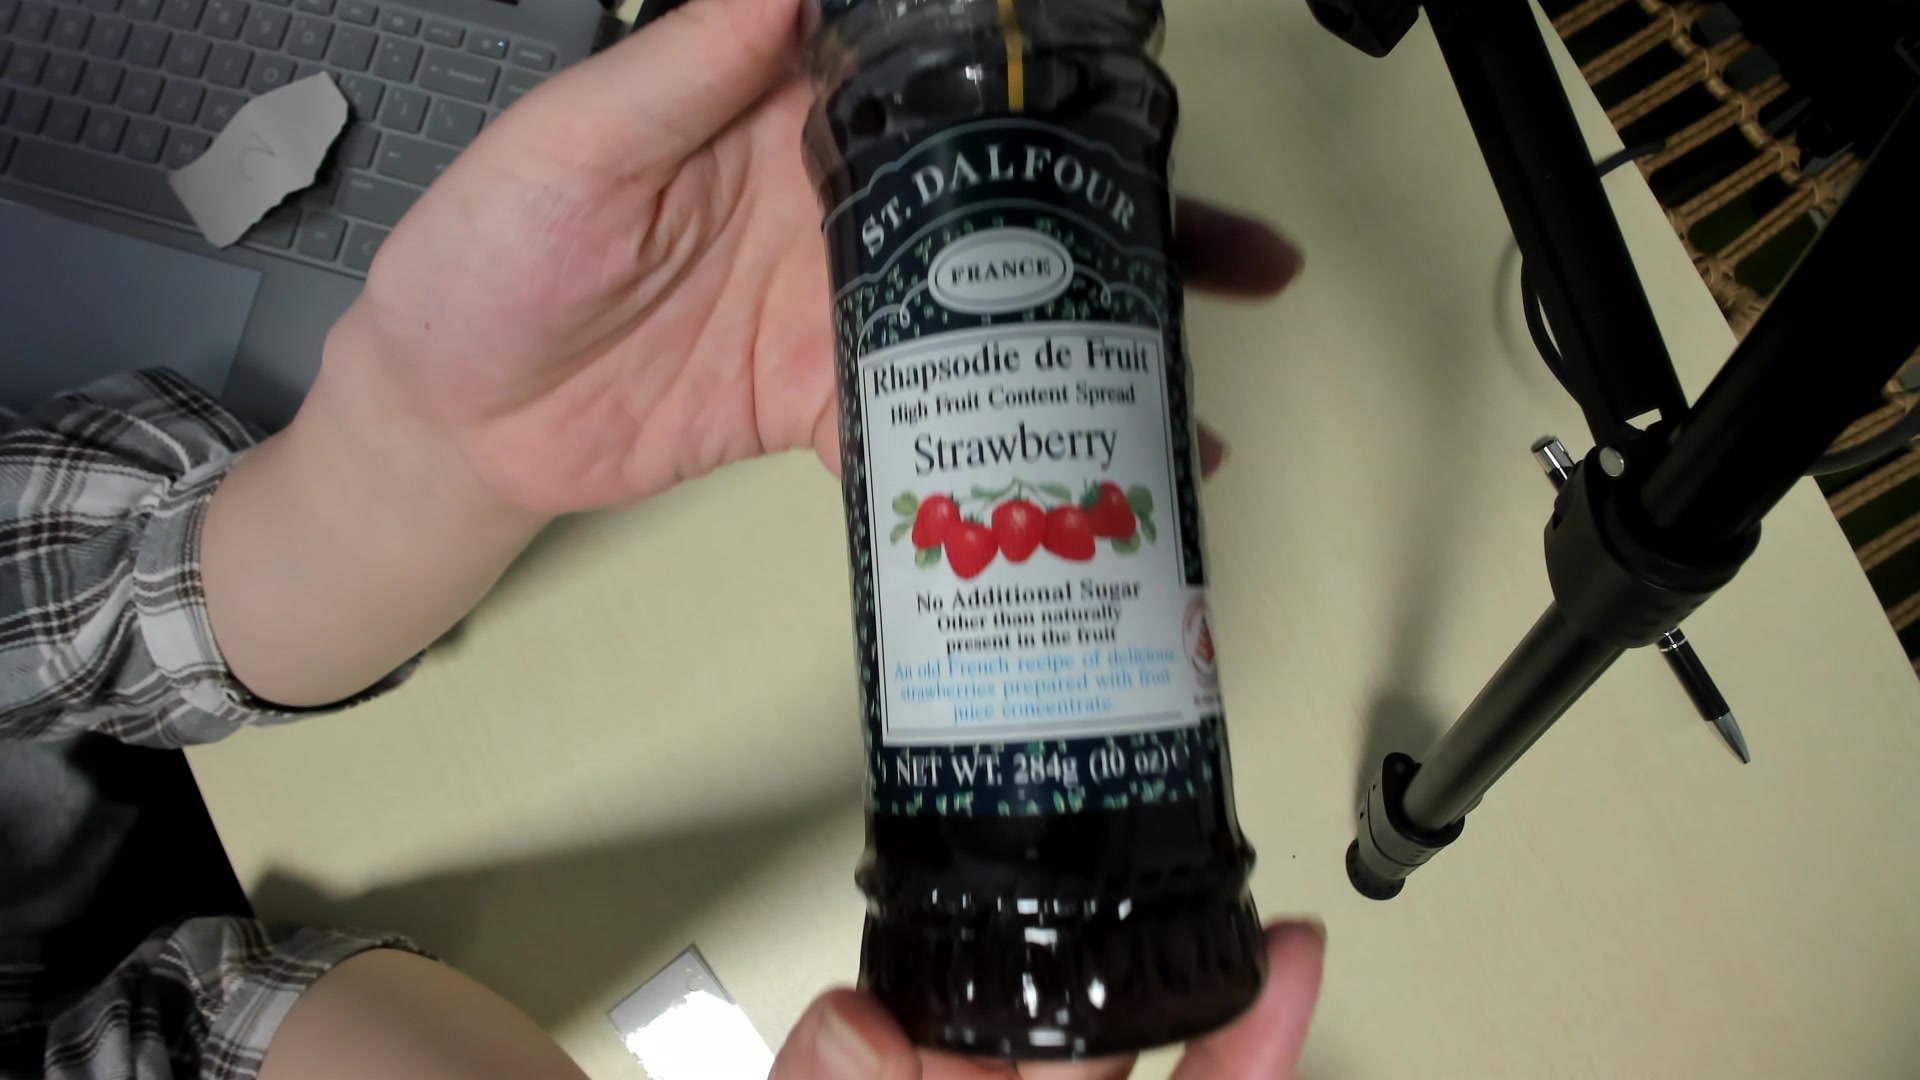 ST. DALFOUR
FRANCE
Rhapsodie de Fruit
High Fruit Content Spread
Strawberry
No Additional Sugar
Other than naturally
present in the fruit
An old French recipe of delicious
strawberries prepared with fruit
juice concentrate.
NET WT. 284g (10 oz)